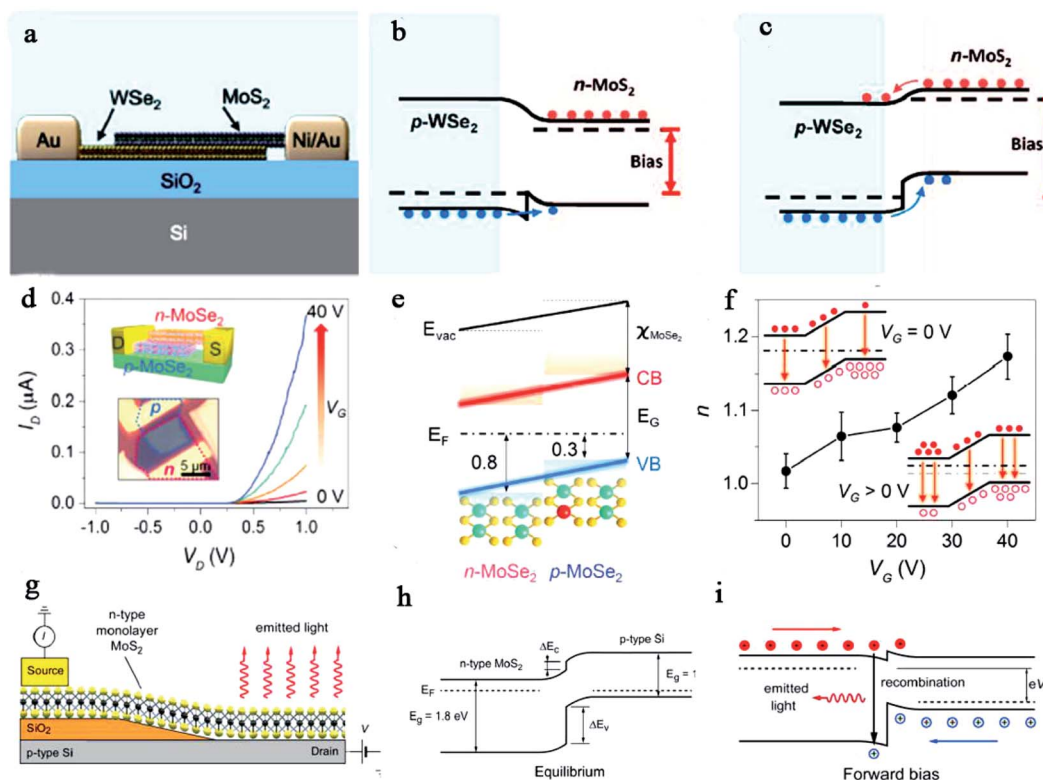 a
WSe2
MoS2
Au
Ni/Au
SiO2
Si
b
n-MoS2
p-WSe2
Bias
c
n-MoS2
p-WSe2
Bias
d
0.4
0.3
0.2
0.1
0.0
ID (μA)
40 V
VG
0 V
n-MoSe2
D
S
p-MoSe2
p
n
5 μm
-1.0
-0.5
0.0
0.5
1.0
VD (V)
e
Evac
χMoSe2
CB
EF
EG
0.8
0.3
VB
n-MoSe2
p-MoSe2
f
1.2
1.1
1.0
n
VG = 0 V
VG > 0 V
0
10
20
30
40
VG (V)
g
I
Source
n-type
monolayer
MoS2
emitted light
SiO2
p-type Si
Drain
V
h
p-type Si
ΔEc
n-type MoS2
EF
Eg = 1.8 eV
Eg = 1
ΔEv
Equilibrium
i
emitted
light
recombination
eV
Forward bias